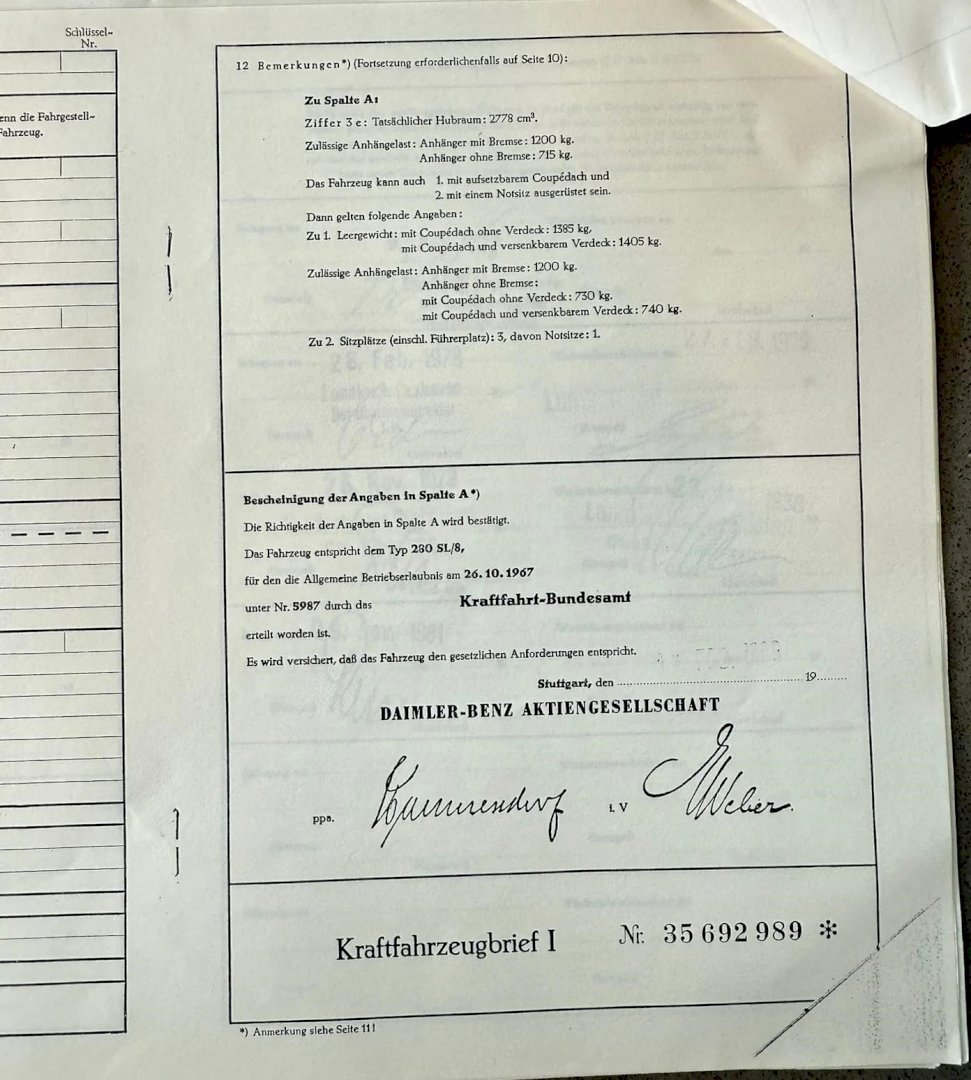 Schlüssel-
Nr.
enn die Fahrgestell-
Fahrzeug.
12 Bemerkungen*) (Fortsetzung erforderlichenfalls auf Seite 10):
Zu Spalte A:
Ziffer 3 e: Tatsächlicher Hubraum: 2778 cm³.
Zulässige Anhängelast: Anhänger mit Bremse: 1200 kg.
Anhänger ohne Bremse: 715 kg.
Das Fahrzeug kann auch 1. mit aufsetzbarem Coupédach und
2. mit einem Notsitz ausgerüstet sein.
Dann gelten folgende Angaben:
Zu 1. Leergewicht: mit Coupédach ohne Verdeck: 1385 kg,
mit Coupédach und versenkbarem Verdeck: 1405 kg.
Zulässige Anhängelast: Anhänger mit Bremse: 1200 kg.
Anhänger ohne Bremse:
mit Coupédach ohne Verdeck: 730 kg.
mit Coupédach und versenkbarem Verdeck: 740 kg.
Zu 2. Sitzplätze (einschl. Führerplatz): 3, davon Notsitze: 1.
Bescheinigung der Angaben in Spalte A*)
Die Richtigkeit der Angaben in Spalte A wird bestätigt.
Das Fahrzeug entspricht dem Typ 280 SL/8,
für den die Allgemeine Betriebserlaubnis am 26.10.1967
unter Nr. 5987 durch das Kraftfahrt-Bundesamt
erteilt worden ist.
Es wird versichert, daß das Fahrzeug den gesetzlichen Anforderungen entspricht.
Stuttgart, den 19
DAIMLER-BENZ AKTIENGESELLSCHAFT
ppa. i.V. Weber
Kraftfahrzeugbrief I Nr. 35 692 989 *
*) Anmerkung siehe Seite 11!